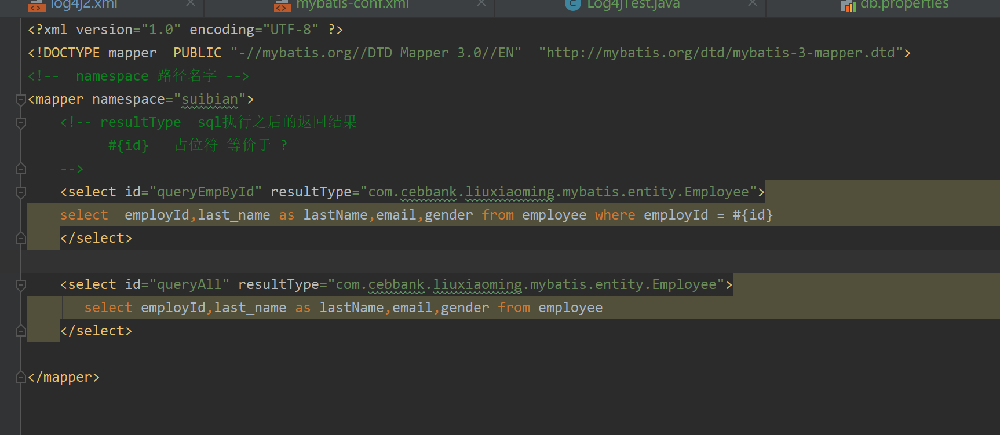 log4j2.xml mybatis-conf.xml Log4jTest.java db.properties
<?xml version="1.0" encoding="UTF-8" ?>
<!DOCTYPE mapper  PUBLIC "-//mybatis.org//DTD Mapper 3.0//EN"  "http://mybatis.org/dtd/mybatis-3-mapper.dtd">
<!--  namespace 路径名字 -->
<mapper namespace="suibian">
    <!-- resultType  sql执行之后的返回结果
          #{id}   占位符 等价于 ?
    -->
    <select id="queryEmpById" resultType="com.cebbank.liuxiaoming.mybatis.entity.Employee">
    select  employId,last_name as lastName,email,gender from employee where employId = #{id}
    </select>
    <select id="queryAll" resultType="com.cebbank.liuxiaoming.mybatis.entity.Employee">
       select employId,last_name as lastName,email,gender from employee
    </select>
</mapper>